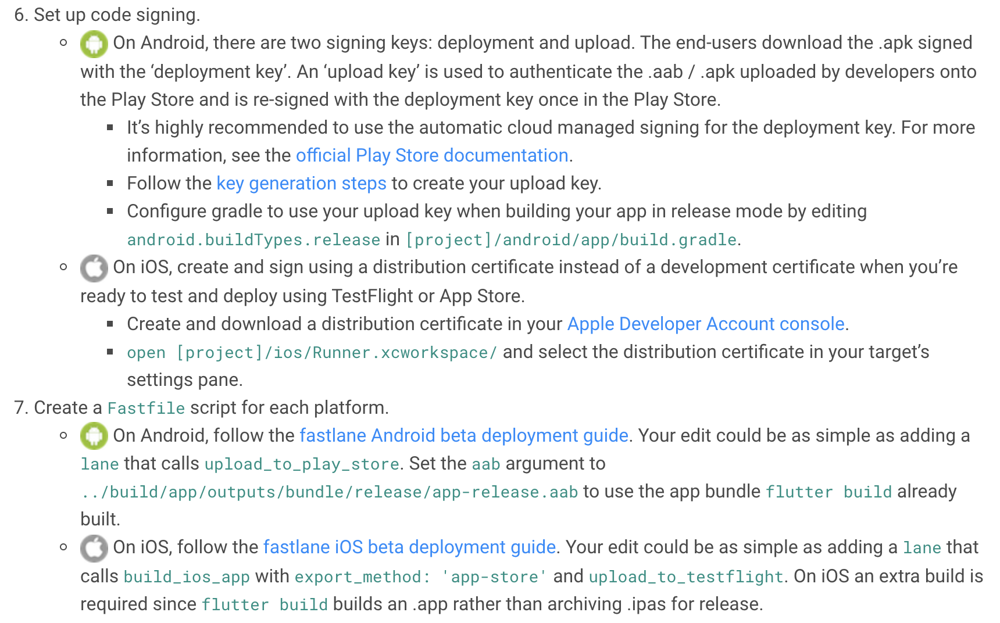 6. Set up code signing.
On Android, there are two signing keys: deployment and upload. The end-users download the .apk signed
with the ‘deployment key’. An ‘upload key’ is used to authenticate the .aab / .apk uploaded by developers onto
the Play Store and is re-signed with the deployment key once in the Play Store.
It’s highly recommended to use the automatic cloud managed signing for the deployment key. For more
information, see the official Play Store documentation.
Follow the key generation steps to create your upload key.
Configure gradle to use your upload key when building your app in release mode by editing
android.buildTypes.release in [project]/android/app/build.gradle.
On iOS, create and sign using a distribution certificate instead of a development certificate when you’re
ready to test and deploy using TestFlight or App Store.
Create and download a distribution certificate in your Apple Developer Account console.
open [project]/ios/Runner.xcworkspace/ and select the distribution certificate in your target’s
settings pane.
7. Create a Fastfile script for each platform.
On Android, follow the fastlane Android beta deployment guide. Your edit could be as simple as adding a
lane that calls upload_to_play_store. Set the aab argument to
../build/app/outputs/bundle/release/app-release.aab to use the app bundle flutter build already
built.
On iOS, follow the fastlane iOS beta deployment guide. Your edit could be as simple as adding a lane that
calls build_ios_app with export_method: 'app-store' and upload_to_testflight. On iOS an extra build is
required since flutter build builds an .app rather than archiving .ipas for release.